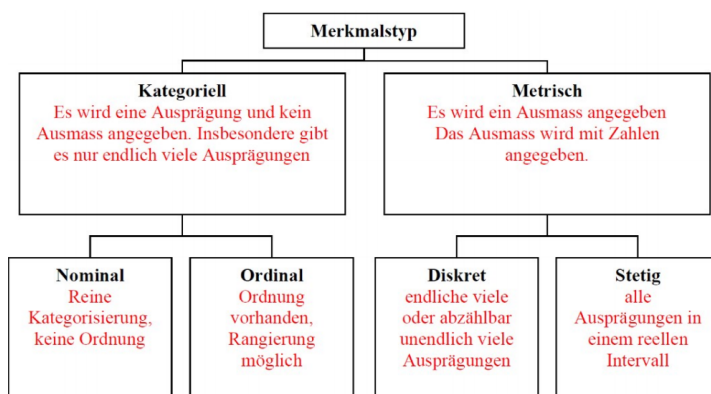 Merkmalstyp
Kategoriell
Es wird eine Ausprägung und kein
Ausmass angegeben. Insbesondere gibt
es nur endlich viele Ausprägungen
Metrisch
Es wird ein Ausmass angegeben
Das Ausmass wird mit Zahlen
angegeben.
Nominal
Reine
Kategorisierung,
keine Ordnung
Ordinal
Ordnung
vorhanden,
Rangierung
möglich
Diskret
endliche viele
oder abzählbar
unendlich viele
Ausprägungen
Stetig
alle
Ausprägungen in
einem reellen
Intervall